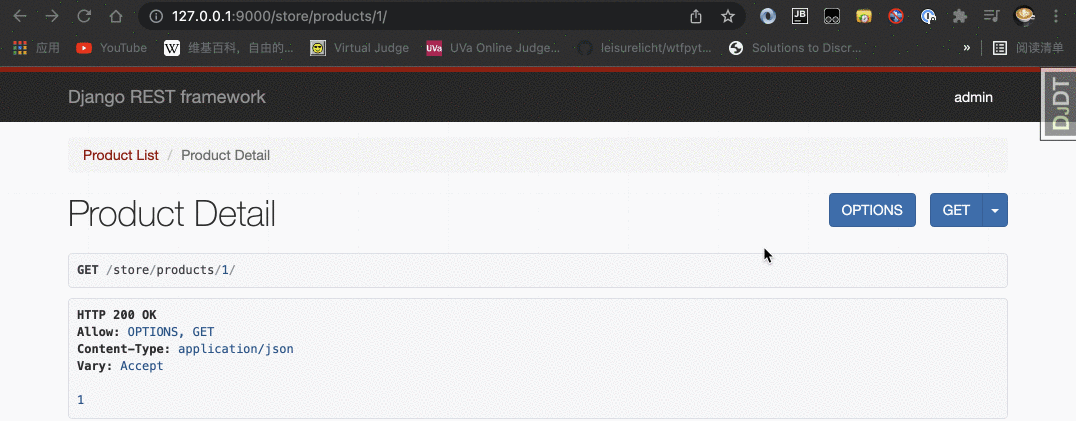 127.0.0.1:9000/store/products/1/
应用 YouTube 维基百科，自由的... Virtual Judge UVa Online Judge... leisurelicht/wtfpyt... Solutions to Discr... » 阅读清单
Django REST framework admin
DJDT
Product List / Product Detail
Product Detail OPTIONS GET
GET /store/products/1/
HTTP 200 OK
Allow: OPTIONS, GET
Content-Type: application/json
Vary: Accept
1